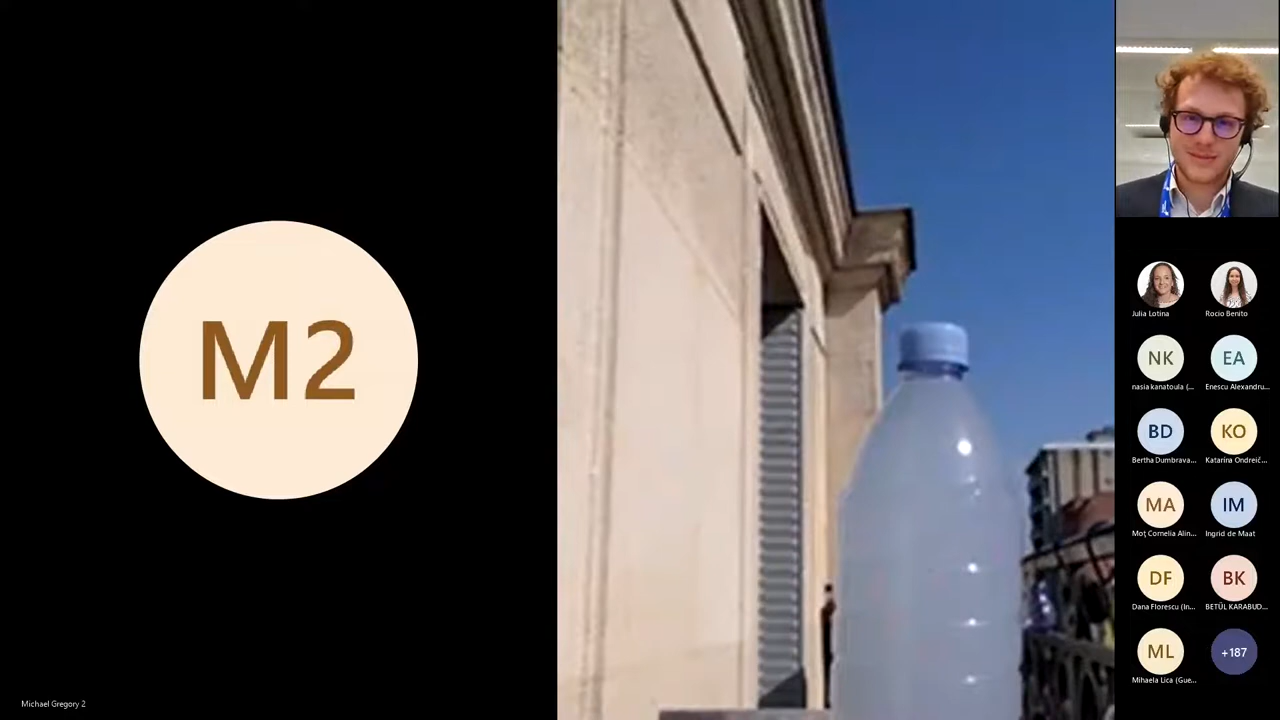 M2
Michael Gregory 2
Julia Lotina
Rocio Benito
NK
EA
nasia kanatoula (...
Enescu Alexandru...
BD
KO
Bertha Dumbrava...
Katarína Ondreič...
MA
IM
Moț Cornelia Alin...
Ingrid de Maat
DF
BK
Dana Florescu (In...
BETÜL KARABUD...
ML
+187
Mihaela Lica (Gue...